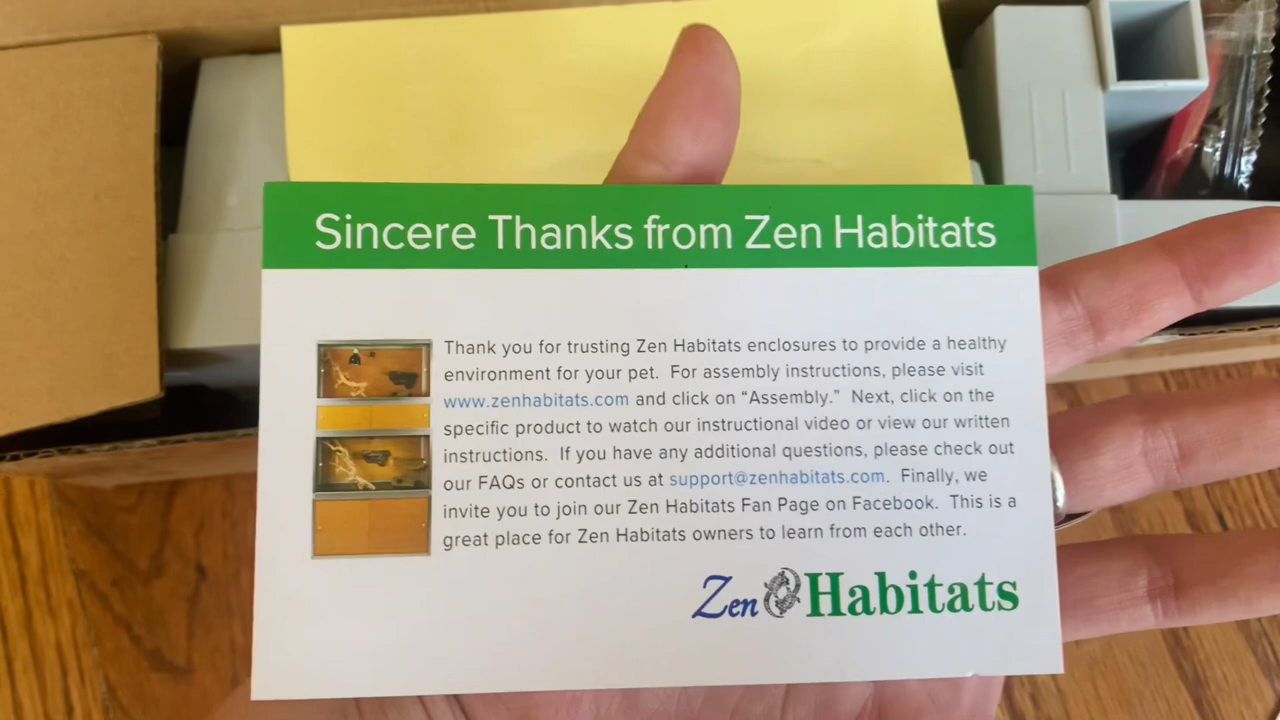 Sincere Thanks from Zen Habitats
Thank you for trusting Zen Habitats enclosures to provide a healthy
environment for your pet. For assembly instructions, please visit
www.zenhabitats.com and click on “Assembly.” Next, click on the
specific product to watch our instructional video or view our written
instructions. If you have any additional questions, please check out
our FAQs or contact us at support@zenhabitats.com. Finally, we
invite you to join our Zen Habitats Fan Page on Facebook. This is a
great place for Zen Habitats owners to learn from each other.
Zen Habitats